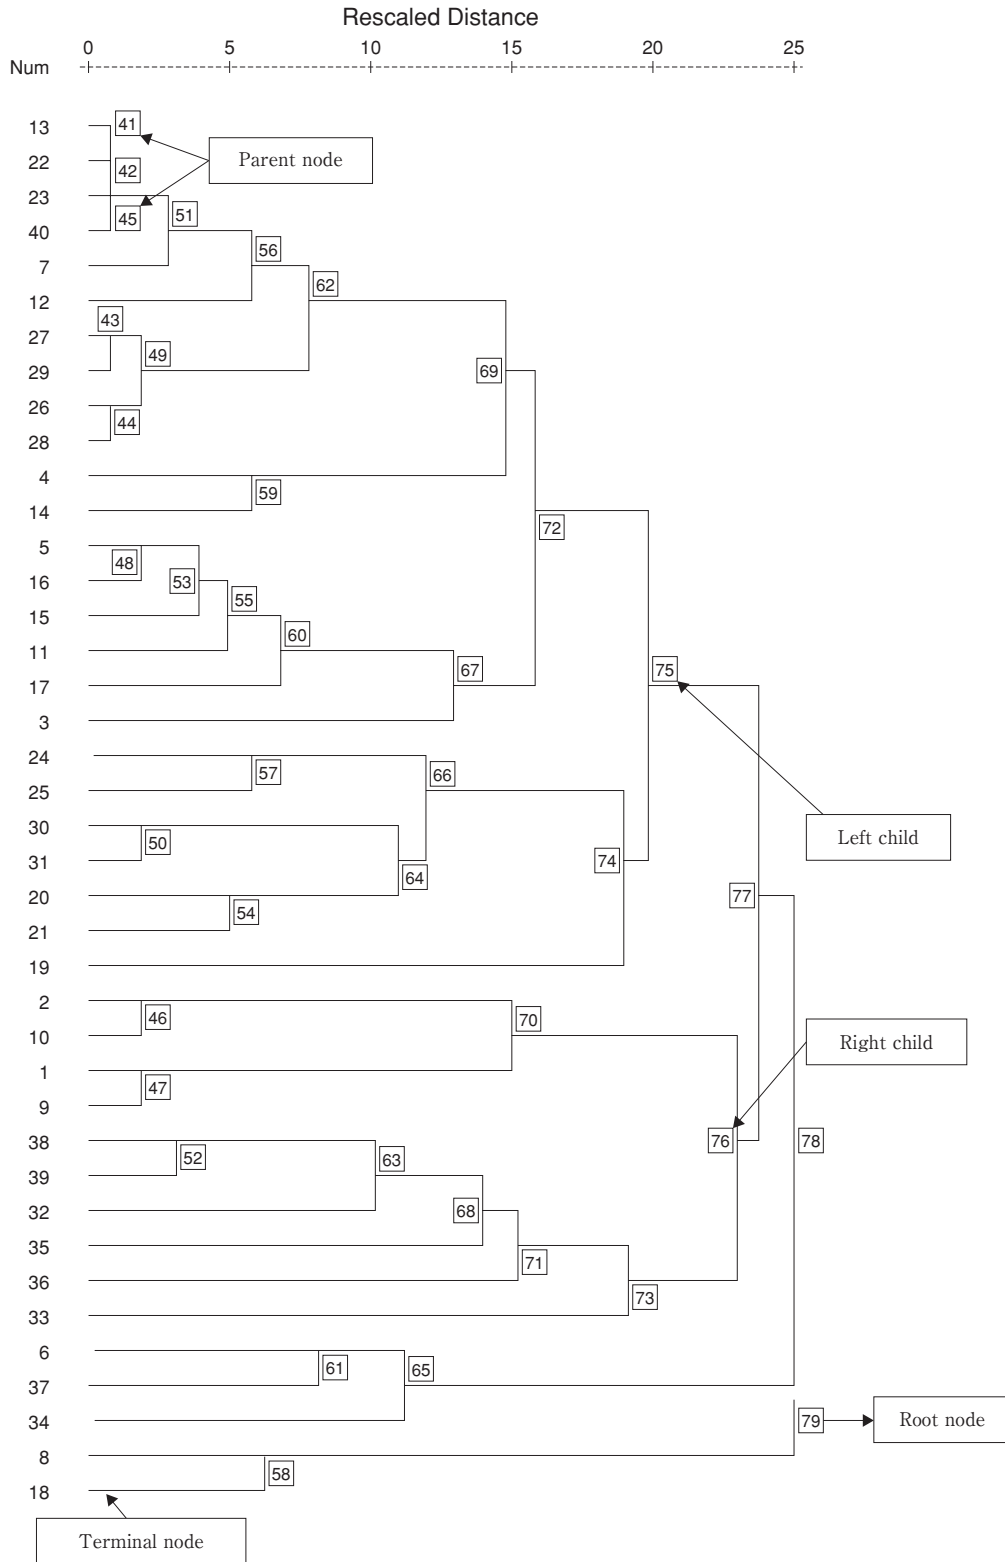 Rescaled Distance
0 5 10 15 20 25
Num
13 41
22 42 Parent node
23 45 51
40
7 56
12 62
27 43
29 49 69
26
28 44
4 59
14 72
5 48
16 53 55
15 60
11 67
17 75
3
24 57 66
25
30 50 Left child
31 64 74
20 54 77
21
19
2 46 70
10 Right child
1 47
9
38 52 63 76 78
39
32 68
35 71
36 73
33
6 61 65
37
34 79 Root node
8 58
18
Terminal node